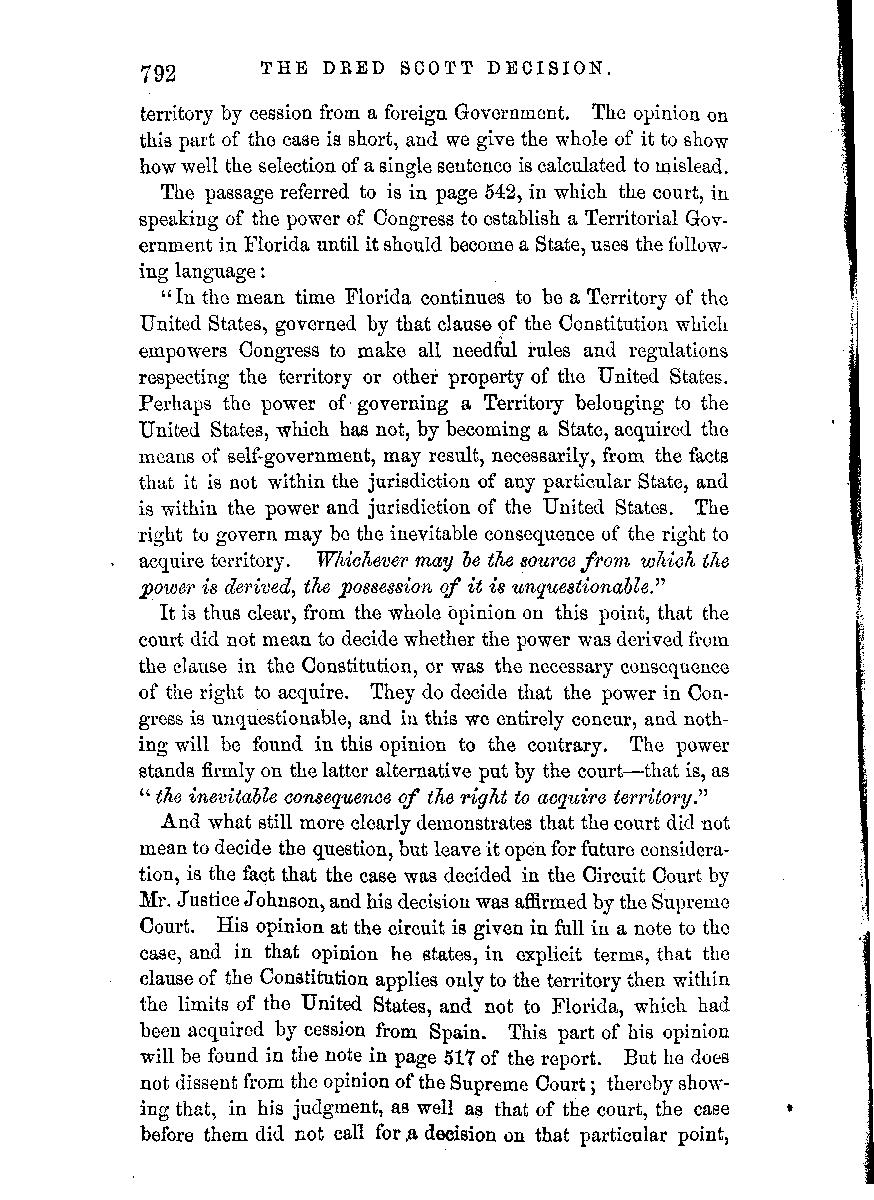 792 THE DRED SCOTT DECISION.
territory by cession from a foreign Government. The opinion on
this part of the case is short, and we give the whole of it to show
how well the selection of a single sentence is calculated to mislead.
The passage referred to is in page 542, in which the court, in
speaking of the power of Congress to establish a Territorial Gov-
ernment in Florida until it should become a State, uses the follow-
ing language:
"In the mean time Florida continues to be a Territory of the
United States, governed by that clause of the Constitution which
empowers Congress to make all needful rules and regulations
respecting the territory or other property of the United States.
Perhaps the power of governing a Territory belonging to the
United States, which has not, by becoming a State, acquired the
means of self-government, may result, necessarily, from the facts
that it is not within the jurisdiction of any particular State, and
is within the power and jurisdiction of the United States. The
right to govern may be the inevitable consequence of the right to
acquire territory. Whichever may be the source from which the
power is derived, the possession of it is unquestionable."
It is thus clear, from the whole opinion on this point, that the
court did not mean to decide whether the power was derived from
the clause in the Constitution, or was the necessary consequence
of the right to acquire. They do decide that the power in Con-
gress is unquestionable, and in this we entirely concur, and noth-
ing will be found in this opinion to the contrary. The power
stands firmly on the latter alternative put by the court—that is, as
"the inevitable consequence of the right to acquire territory."
And what still more clearly demonstrates that the court did not
mean to decide the question, but leave it open for future considera-
tion, is the fact that the case was decided in the Circuit Court by
Mr. Justice Johnson, and his decision was affirmed by the Supreme
Court. His opinion at the circuit is given in full in a note to the
case, and in that opinion he states, in explicit terms, that the
clause of the Constitution applies only to the territory then within
the limits of the United States, and not to Florida, which had
been acquired by cession from Spain. This part of his opinion
will be found in the note in page 517 of the report. But he does
not dissent from the opinion of the Supreme Court; thereby show-
ing that, in his judgment, as well as that of the court, the case
before them did not call for a decision on that particular point,